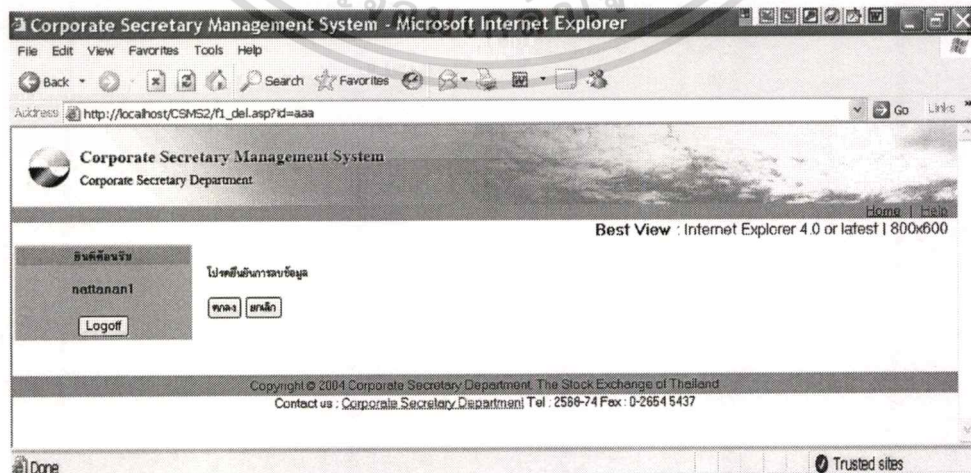 Corporate Secretary Management System - Microsoft Internet Explorer
File Edit View Favorites Tools Help
Back Search Favorites
Address http://localhost/CSMS2/f1_del.asp?id=aaa Go Links
Corporate Secretary Management System
Corporate Secretary Department
Home | Help
Best View : Internet Explorer 4.0 or latest | 800x600
ยินดีต้อนรับ
nattanan1
Logoff
โปรดยืนยันการลบข้อมูล
ตกลง ยกเลิก
Copyright © 2004 Corporate Secretary Department, The Stock Exchange of Thailand
Contact us : Corporate Secretary Department Tel : 2586-74 Fax : 0-2654 5437
Done Trusted sites